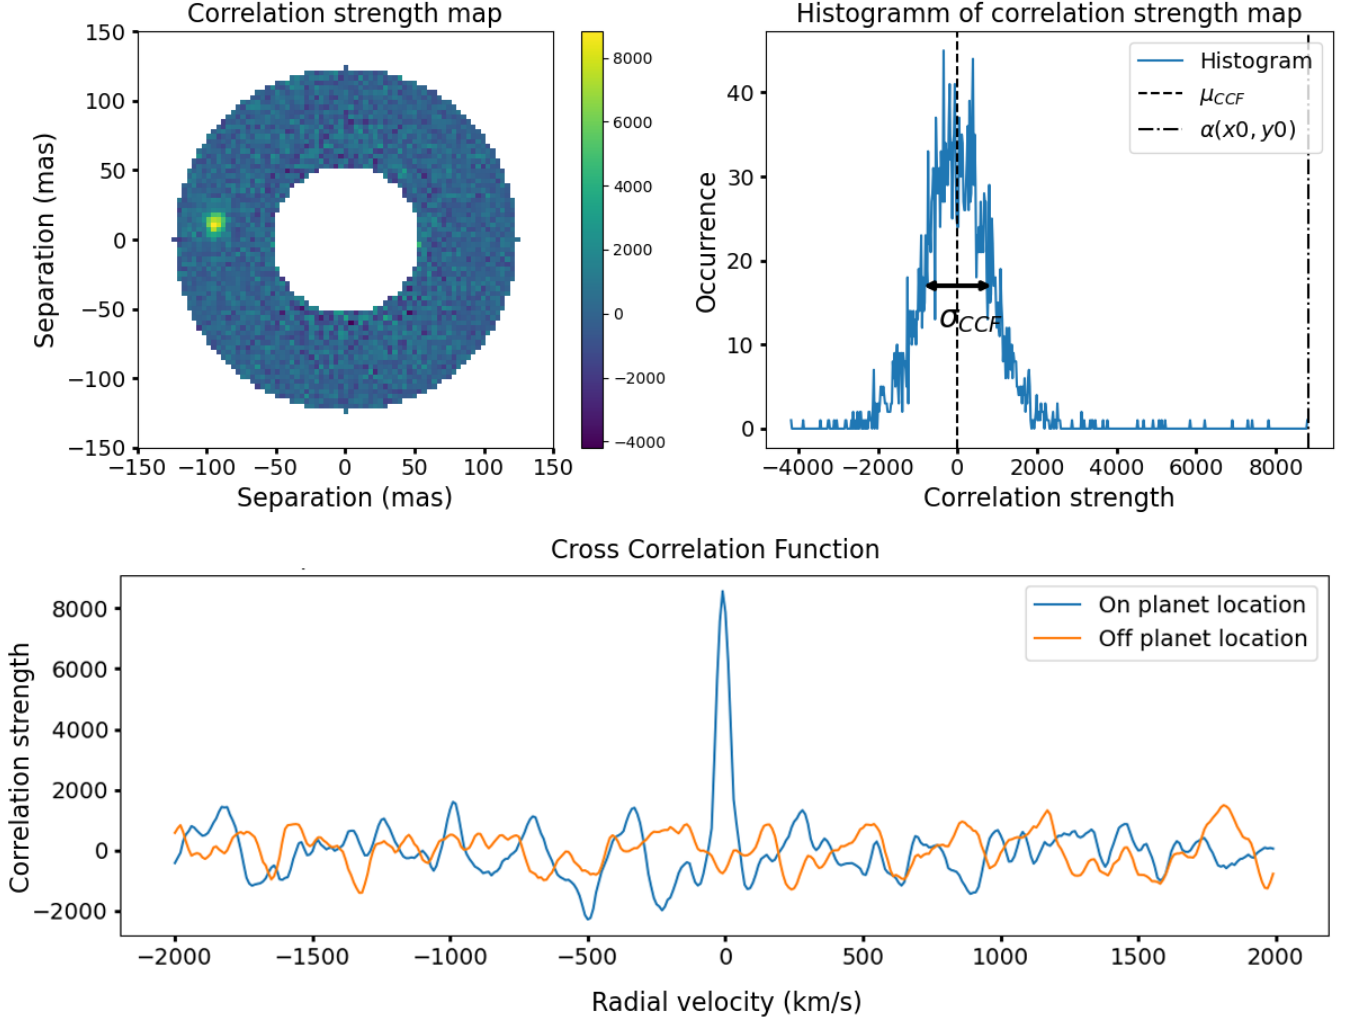 Correlation strength map
150
100
50
0
−50
−100
−150
−150 −100 −50 0 50 100 150
Separation (mas)
Separation (mas)
8000
6000
4000
2000
0
−2000
−4000
Histogramm of correlation strength map
40
30
20
10
0
Occurrence
Histogram
μCCF
α(x0, y0)
σCCF
−4000 −2000 0 2000 4000 6000 8000
Correlation strength
Cross Correlation Function
8000
6000
4000
2000
0
−2000
Correlation strength
On planet location
Off planet location
−2000 −1500 −1000 −500 0 500 1000 1500 2000
Radial velocity (km/s)